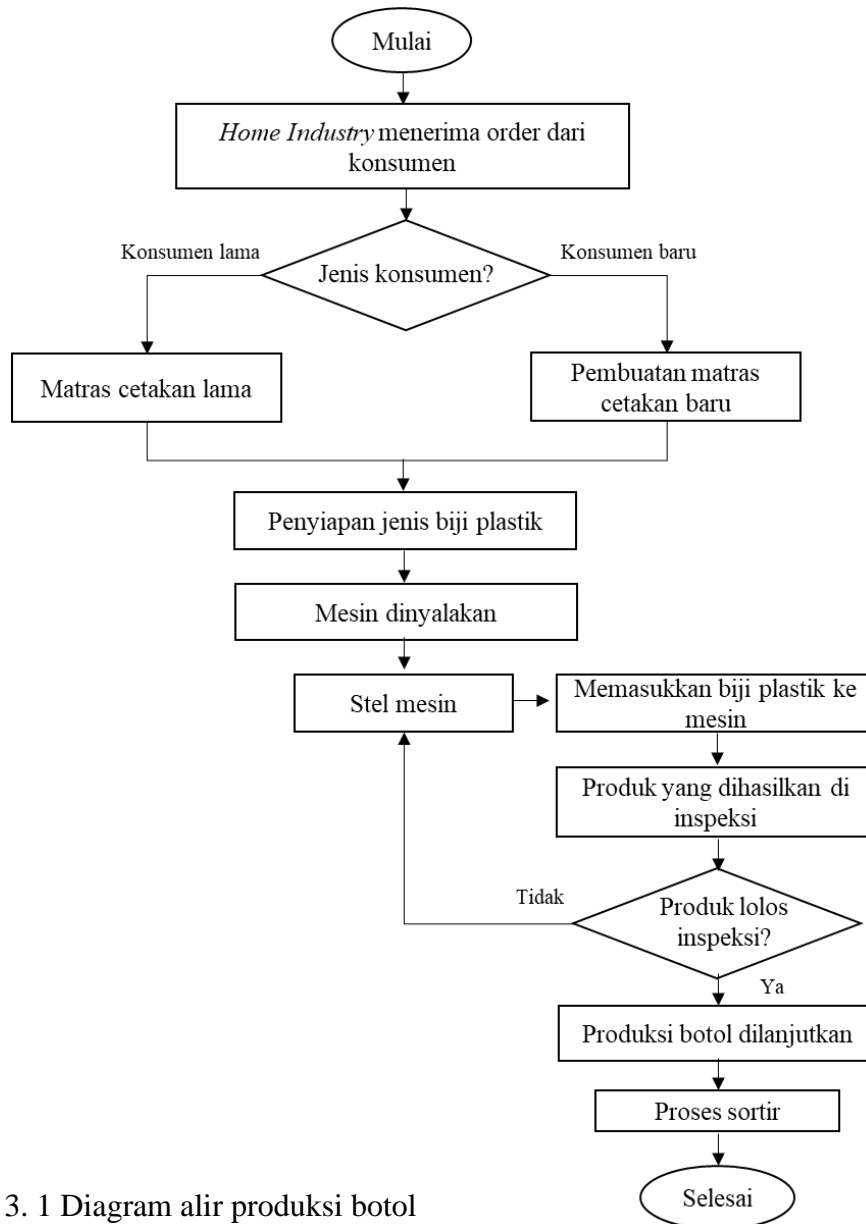 Mulai
Home Industry menerima order dari
konsumen
Konsumen lama
Konsumen baru
Jenis konsumen?
Matras cetakan lama
Pembuatan matras
cetakan baru
Penyiapan jenis biji plastik
Mesin dinyalakan
Stel mesin
Memasukkan biji plastik ke
mesin
Produk yang dihasilkan di
inspeksi
Tidak
Produk lolos
inspeksi?
Ya
Produksi botol dilanjutkan
Proses sortir
Selesai
3. 1 Diagram alir produksi botol